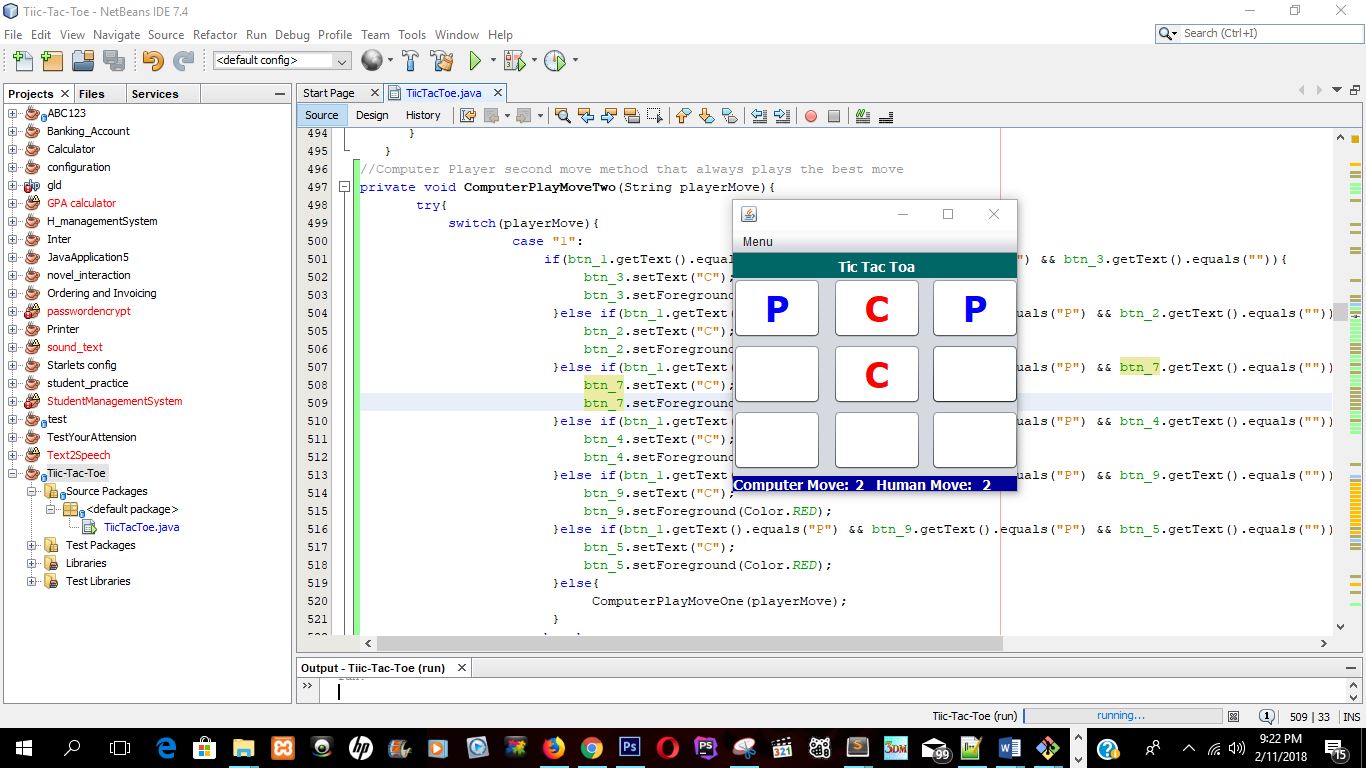 Tiic-Tac-Toe - NetBeans IDE 7.4
File Edit View Navigate Source Refactor Run Debug Profile Team Tools Window Help
Search (Ctrl+I)
<default config>
Projects Files Services
ABC123
Banking_Account
Calculator
configuration
gld
GPA calculator
H_managementSystem
Inter
JavaApplication5
novel_interaction
Ordering and Invoicing
passwordencrypt
Printer
sound_text
Starlets config
student_practice
StudentManagementSystem
test
TestYourAttension
Text2Speech
Tiic-Tac-Toe
Source Packages
<default package>
TiicTacToe.java
Test Packages
Libraries
Test Libraries
Start Page TiicTacToe.java
Source Design History
494 }
495 }
496 //Computer Player second move method that always plays the best move
497 private void ComputerPlayMoveTwo(String playerMove){
498 try{
499 switch(playerMove){
500 case "1":
501 if(btn_1.getText().equa ") && btn_3.getText().equals("")){
502 btn_3.setText("C");
503 btn_3.setForeground
504 }else if(btn_1.getText( uals("P") && btn_2.getText().equals(""))
505 btn_2.setText("C");
506 btn_2.setForeground
507 }else if(btn_1.getText( uals("P") && btn_7.getText().equals(""))
508 btn_7.setText("C");
509 btn_7.setForeground
510 }else if(btn_1.getText( uals("P") && btn_4.getText().equals(""))
511 btn_4.setText("C");
512 btn_4.setForeground
513 }else if(btn_1.getText( uals("P") && btn_9.getText().equals(""))
514 btn_9.setText("C");
515 btn_9.setForeground(Color.RED);
516 }else if(btn_1.getText().equals("P") && btn_9.getText().equals("P") && btn_5.getText().equals(""))
517 btn_5.setText("C");
518 btn_5.setForeground(Color.RED);
519 }else{
520 ComputerPlayMoveOne(playerMove);
521 }
Menu
Tic Tac Toa
P C P
C
Computer Move: 2 Human Move: 2
Output - Tiic-Tac-Toe (run)
Tiic-Tac-Toe (run) running... 1 509 | 33 INS
9:22 PM
2/11/2018
hp
Ps
321
3DM
99
15